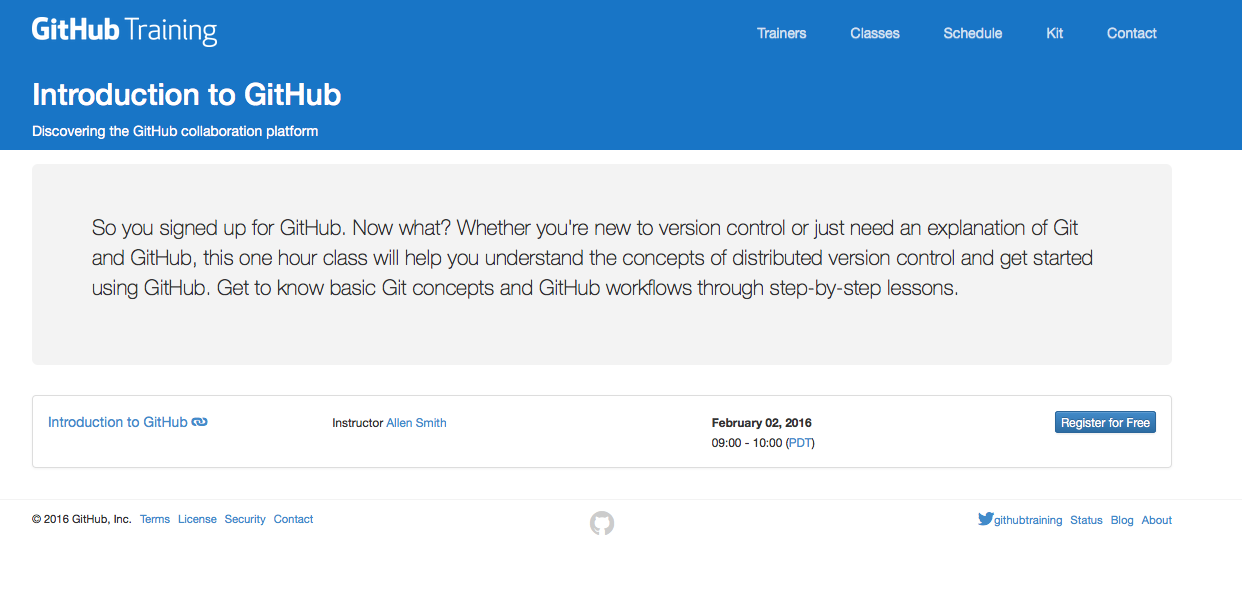 GitHub Training
Trainers Classes Schedule Kit Contact
Introduction to GitHub
Discovering the GitHub collaboration platform
So you signed up for GitHub. Now what? Whether you're new to version control or just need an explanation of Git
and GitHub, this one hour class will help you understand the concepts of distributed version control and get started
using GitHub. Get to know basic Git concepts and GitHub workflows through step-by-step lessons.
Introduction to GitHub
Instructor Allen Smith
February 02, 2016
09:00 - 10:00 (PDT)
Register for Free
© 2016 GitHub, Inc. Terms License Security Contact
githubtraining Status Blog About